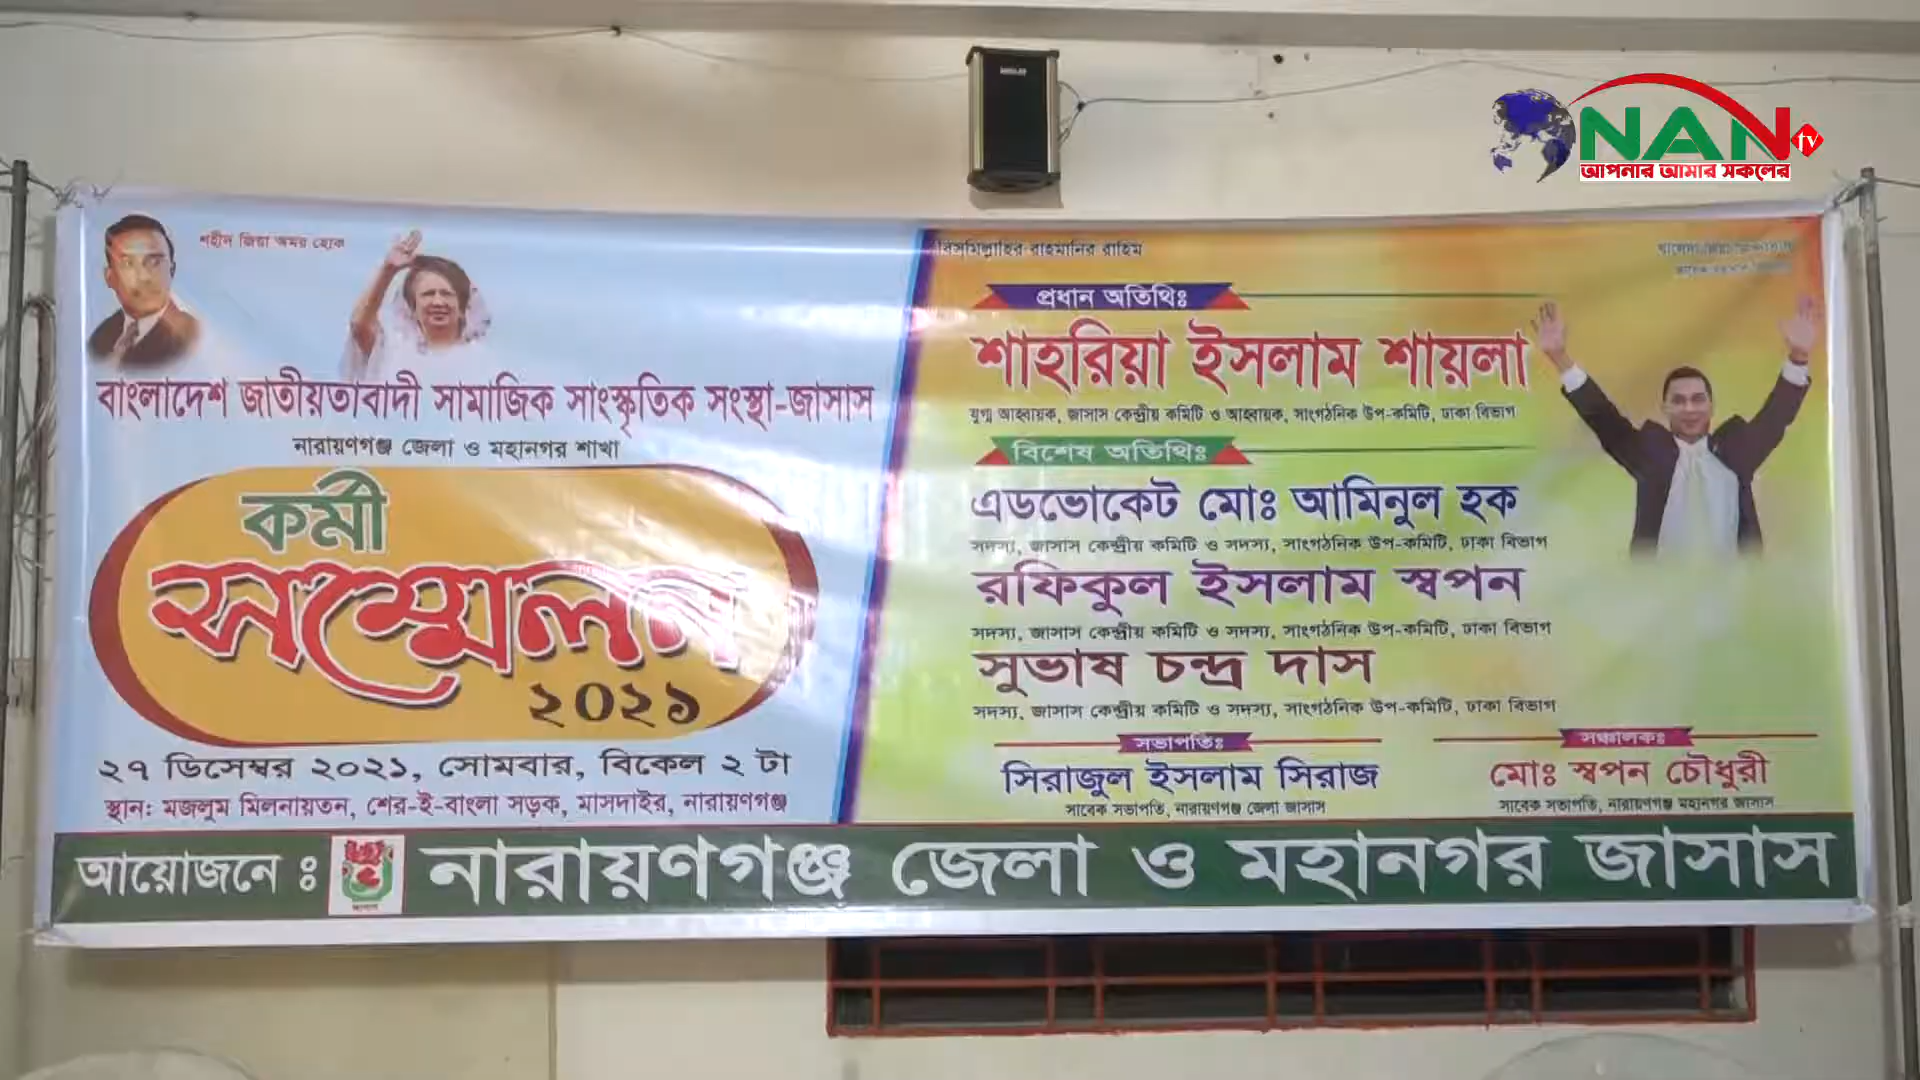 NAN tv
আপনার আমার সকলের
শহীদ জিয়া অমর হোক
বাংলাদেশ জাতীয়তাবাদী সামাজিক সাংস্কৃতিক সংস্থা-জাসাস
নারায়ণগঞ্জ জেলা ও মহানগর শাখা
কর্মী
সম্মেলন
২০২১
২৭ ডিসেম্বর ২০২১, সোমবার, বিকেল ২ টা
স্থান: মজলুম মিলনায়তন, শের-ই-বাংলা সড়ক, মাসদাইর, নারায়ণগঞ্জ
বিসমিল্লাহির রাহমানির রাহিম
প্রধান অতিথিঃ
শাহরিয়া ইসলাম শায়লা
যুগ্ম আহ্বায়ক, জাসাস কেন্দ্রীয় কমিটি ও আহ্বায়ক, সাংগঠনিক উপ-কমিটি, ঢাকা বিভাগ
বিশেষ অতিথিঃ
এডভোকেট মোঃ আমিনুল হক
সদস্য, জাসাস কেন্দ্রীয় কমিটি ও সদস্য, সাংগঠনিক উপ-কমিটি, ঢাকা বিভাগ
রফিকুল ইসলাম স্বপন
সদস্য, জাসাস কেন্দ্রীয় কমিটি ও সদস্য, সাংগঠনিক উপ-কমিটি, ঢাকা বিভাগ
সুভাষ চন্দ্র দাস
সদস্য, জাসাস কেন্দ্রীয় কমিটি ও সদস্য, সাংগঠনিক উপ-কমিটি, ঢাকা বিভাগ
সভাপতিঃ
সিরাজুল ইসলাম সিরাজ
সাবেক সভাপতি, নারায়ণগঞ্জ জেলা জাসাস
সঞ্চালকঃ
মোঃ স্বপন চৌধুরী
সাবেক সভাপতি, নারায়ণগঞ্জ মহানগর জাসাস
আয়োজনে ঃ নারায়ণগঞ্জ জেলা ও মহানগর জাসাস